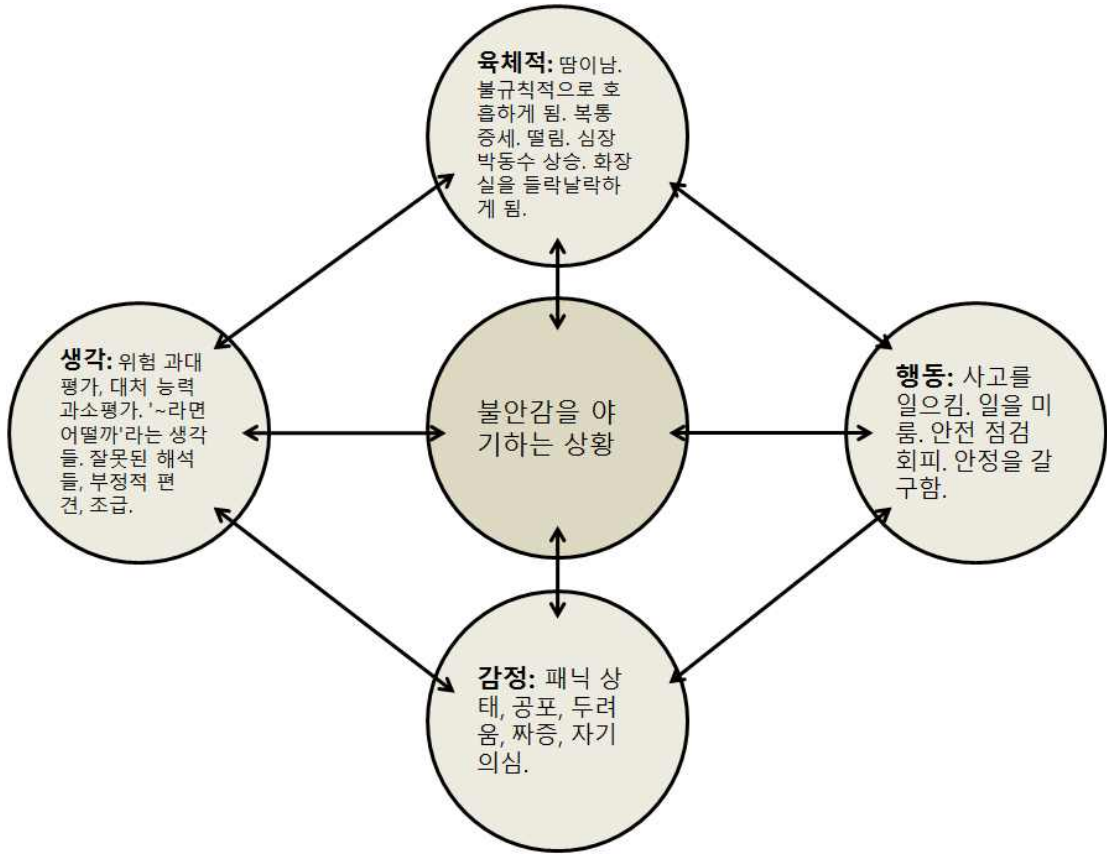 육체적: 땀이남.
불규칙적으로 호
흡하게 됨. 복통
증세. 떨림. 심장
박동수 상승. 화장
실을 들락날락하
게 됨.
생각: 위험 과대
평가, 대처 능력
과소평가. '~라면
어떨까'라는 생각
들. 잘못된 해석
들, 부정적 편
견, 조급.
불안감을 야
기하는 상황
행동: 사고를
일으킴. 일을 미
룸. 안전 점검
회피. 안정을 갈
구함.
감정: 패닉 상
태, 공포, 두려
움, 짜증, 자기
의심.